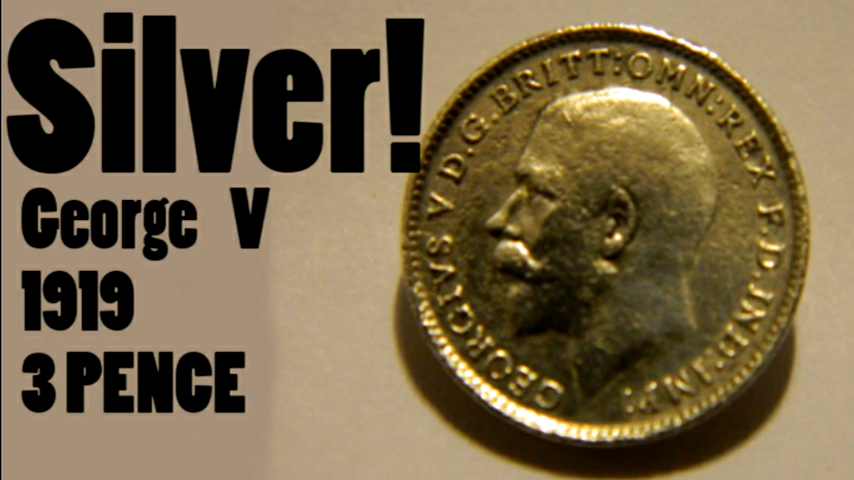 Silver!
George V
1919
3 PENCE
GEORGIVS V D.G.BRITT:OMN:REX F.D.IND:IMP: